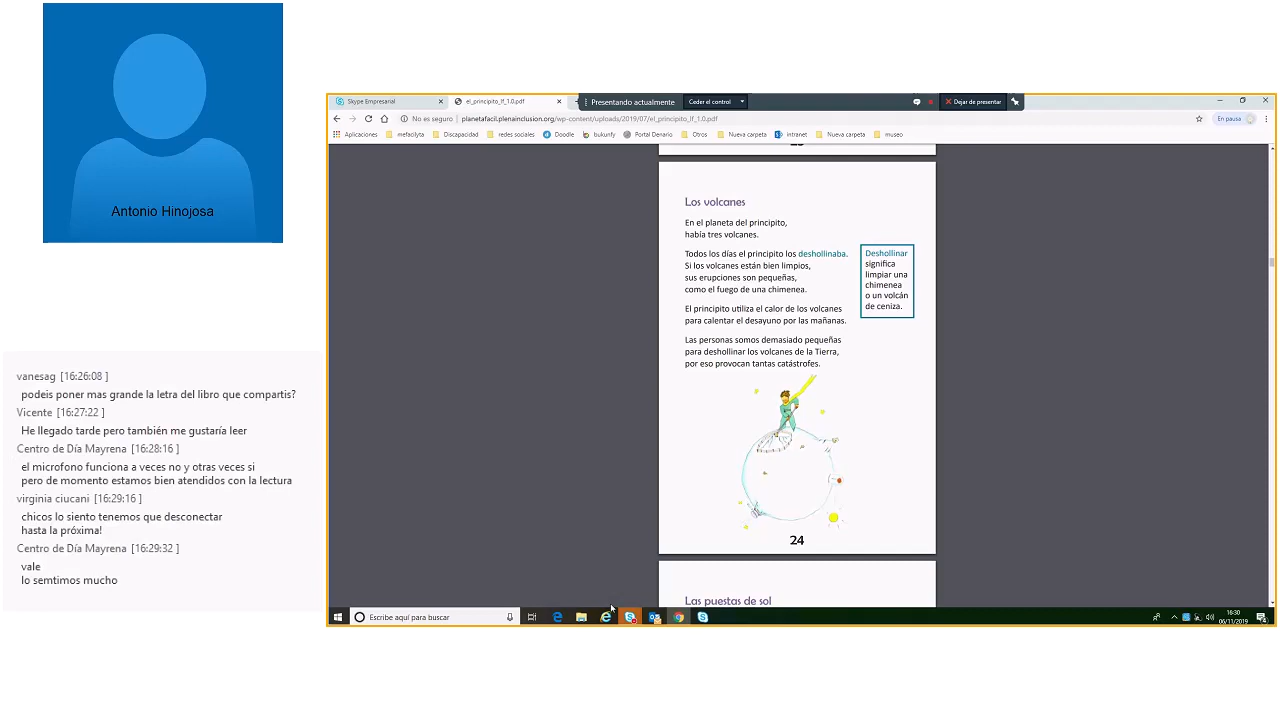 Antonio Hinojosa
vanesag [16:26:08 ]
podeis poner mas grande la letra del libro que compartis?
Vicente [16:27:22 ]
He llegado tarde pero también me gustaría leer
Centro de Día Mayrena [16:28:16 ]
el microfono funciona a veces no y otras veces si
pero de momento estamos bien atendidos con la lectura
virginia ciucani [16:29:16 ]
chicos lo siento tenemos que desconectar
hasta la próxima!
Centro de Día Mayrena [16:29:32 ]
vale
lo semtimos mucho
Skype Empresarial
el_principito_lf_1.0.pdf
Presentando actualmente
Ceder el control
Dejar de presentar
No es seguro
planetafacil.plenainclusion.org/wp-content/uploads/2019/07/el_principito_lf_1.0.pdf
En pausa
Aplicaciones
mefacilyta
Discapacidad
redes sociales
Doodle
bukunfy
Portal Denario
Otros
Nueva carpeta
intranet
Nueva carpeta
museo
Los volcanes
En el planeta del principito,
había tres volcanes.
Todos los días el principito los deshollinaba.
Si los volcanes están bien limpios,
sus erupciones son pequeñas,
como el fuego de una chimenea.
El principito utiliza el calor de los volcanes
para calentar el desayuno por las mañanas.
Las personas somos demasiado pequeñas
para deshollinar los volcanes de la Tierra,
por eso provocan tantas catástrofes.
Deshollinar
significa
limpiar una
chimenea
o un volcán
de ceniza.
24
Las puestas de sol
Escribe aquí para buscar
16:30
06/11/2019